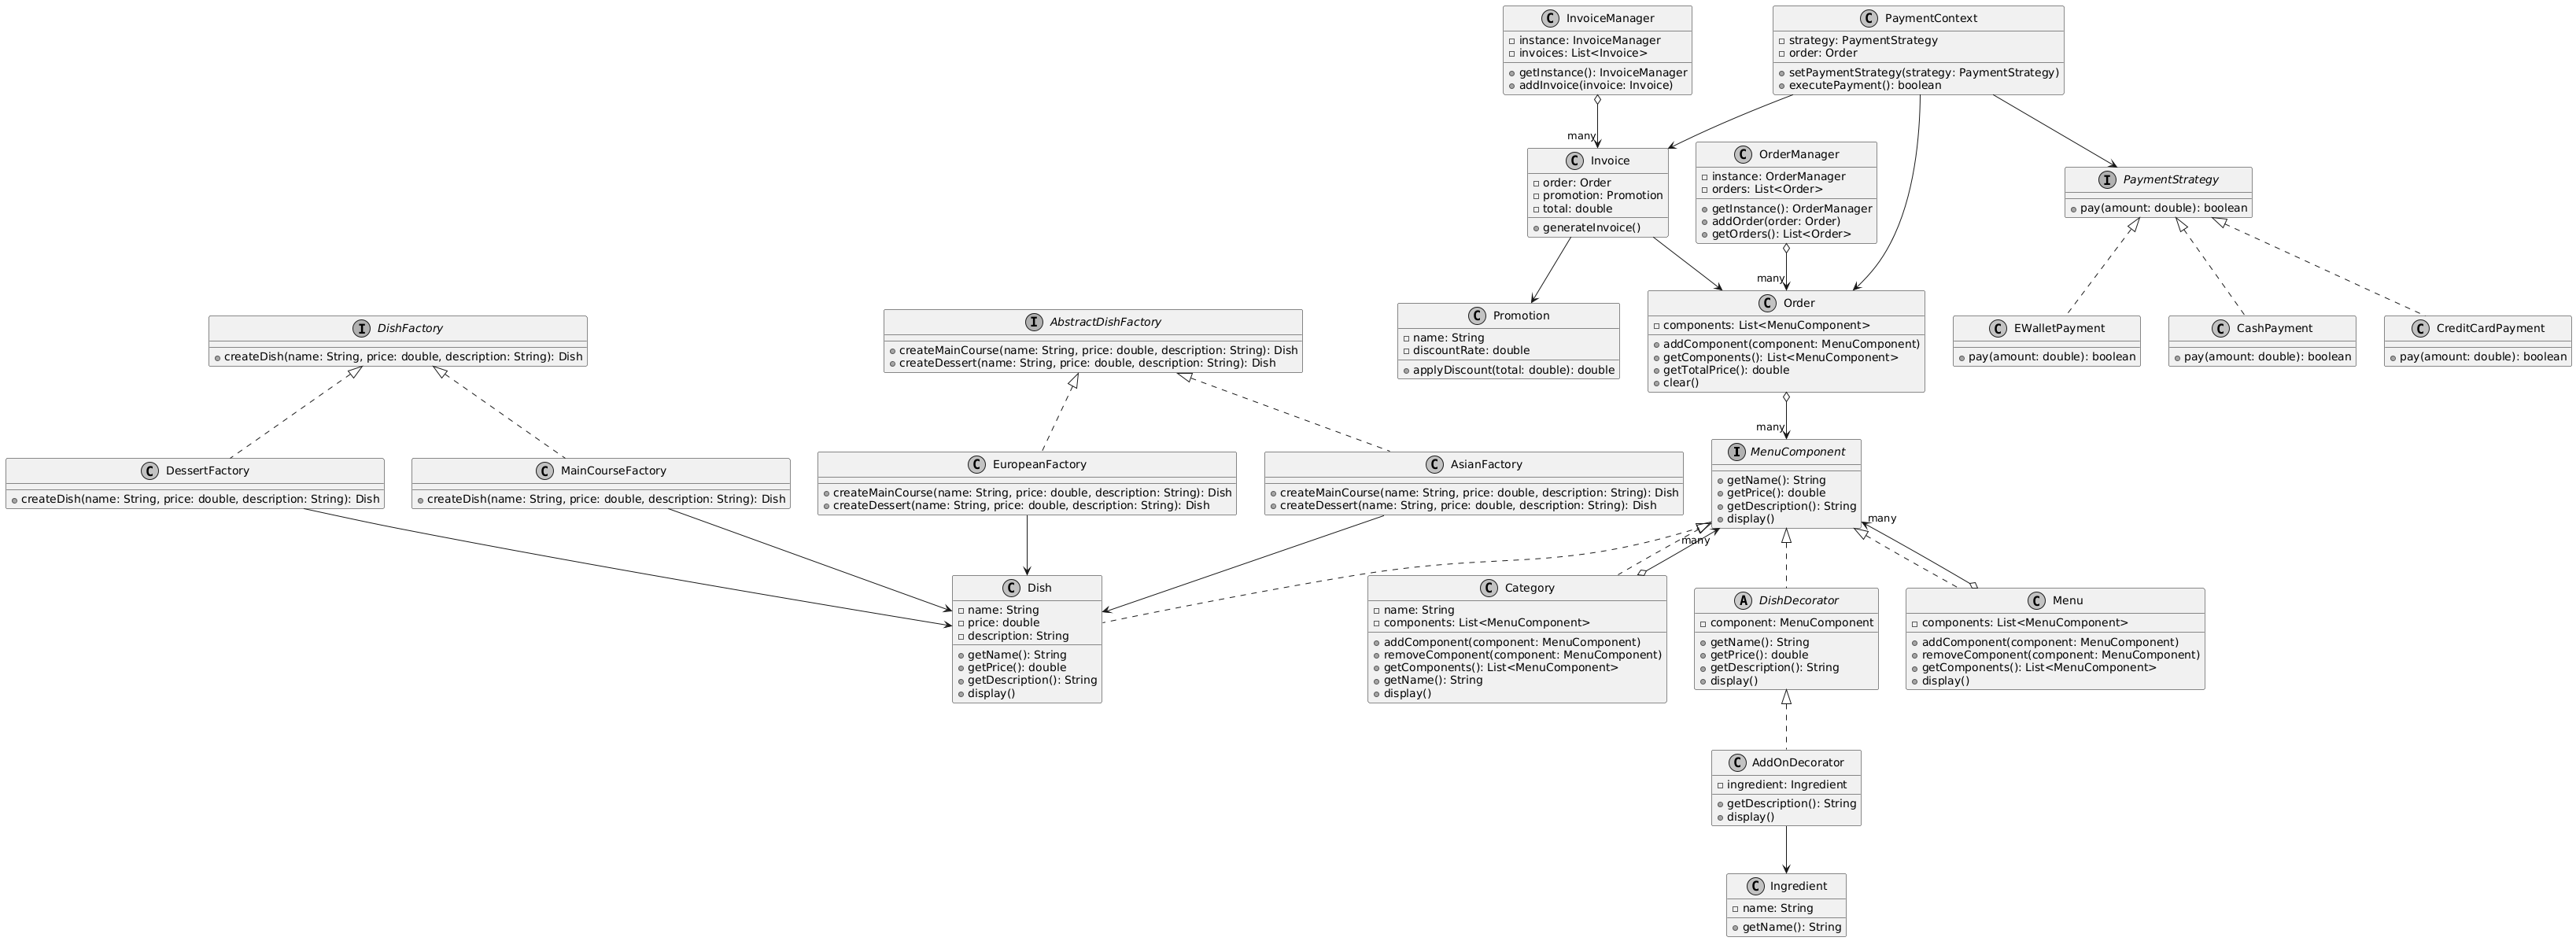 C InvoiceManager
instance: InvoiceManager
invoices: List<Invoice>
getInstance(): InvoiceManager
addInvoice(invoice: Invoice)
C PaymentContext
strategy: PaymentStrategy
order: Order
setPaymentStrategy(strategy: PaymentStrategy)
executePayment(): boolean
many
C Invoice
order: Order
promotion: Promotion
total: double
generateInvoice()
C OrderManager
instance: OrderManager
orders: List<Order>
getInstance(): OrderManager
addOrder(order: Order)
getOrders(): List<Order>
I PaymentStrategy
pay(amount: double): boolean
many
I DishFactory
createDish(name: String, price: double, description: String): Dish
I AbstractDishFactory
createMainCourse(name: String, price: double, description: String): Dish
createDessert(name: String, price: double, description: String): Dish
C Promotion
name: String
discountRate: double
applyDiscount(total: double): double
C Order
components: List<MenuComponent>
addComponent(component: MenuComponent)
getComponents(): List<MenuComponent>
getTotalPrice(): double
clear()
C EWalletPayment
pay(amount: double): boolean
C CashPayment
pay(amount: double): boolean
C CreditCardPayment
pay(amount: double): boolean
many
C DessertFactory
createDish(name: String, price: double, description: String): Dish
C MainCourseFactory
createDish(name: String, price: double, description: String): Dish
C EuropeanFactory
createMainCourse(name: String, price: double, description: String): Dish
createDessert(name: String, price: double, description: String): Dish
C AsianFactory
createMainCourse(name: String, price: double, description: String): Dish
createDessert(name: String, price: double, description: String): Dish
I MenuComponent
getName(): String
getPrice(): double
getDescription(): String
display()
many
many
C Dish
name: String
price: double
description: String
getName(): String
getPrice(): double
getDescription(): String
display()
C Category
name: String
components: List<MenuComponent>
addComponent(component: MenuComponent)
removeComponent(component: MenuComponent)
getComponents(): List<MenuComponent>
getName(): String
display()
A DishDecorator
component: MenuComponent
getName(): String
getPrice(): double
getDescription(): String
display()
C Menu
components: List<MenuComponent>
addComponent(component: MenuComponent)
removeComponent(component: MenuComponent)
getComponents(): List<MenuComponent>
display()
C AddOnDecorator
ingredient: Ingredient
getDescription(): String
display()
C Ingredient
name: String
getName(): String